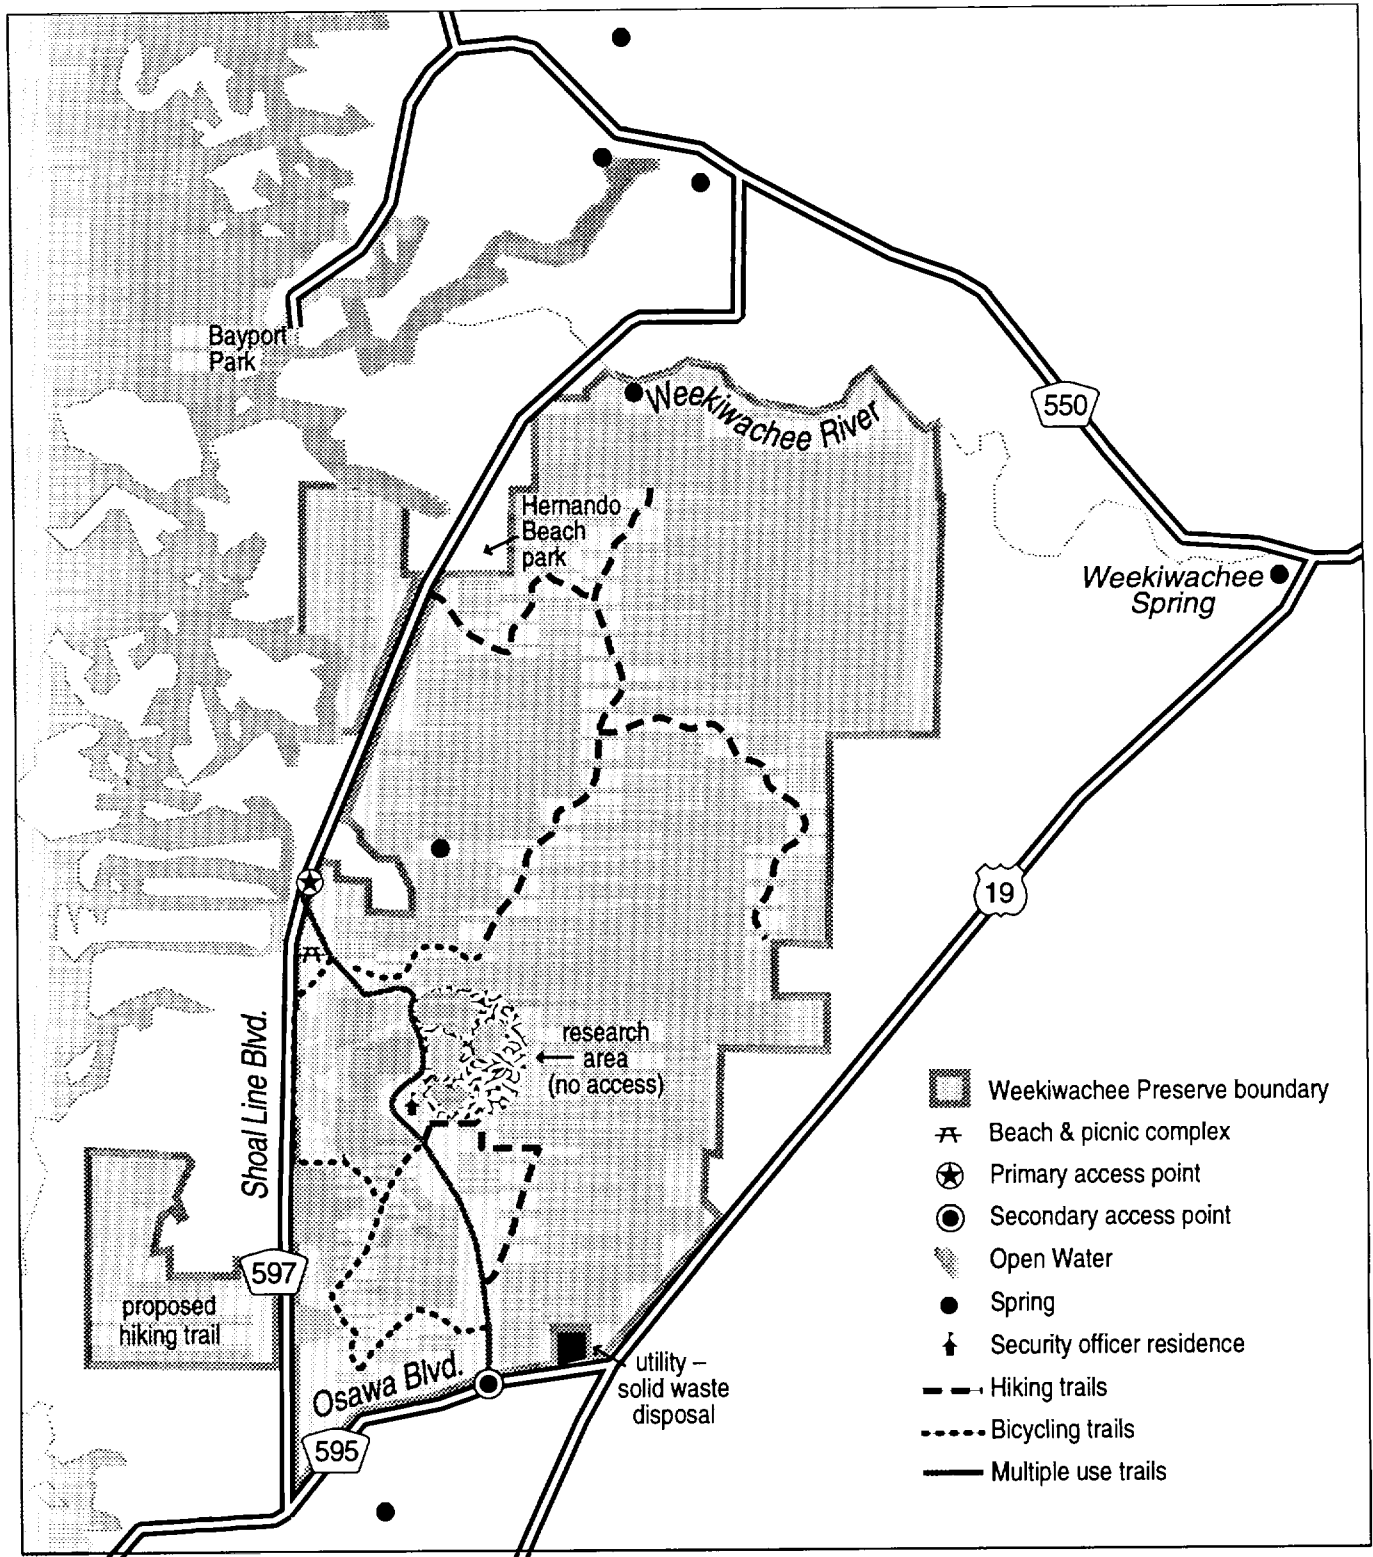 Bayport
Park
Weekiwachee River
550
Hernando
Beach
park
Weekiwachee
Spring
19
research
area
(no access)
Shoal Line Blvd.
597
proposed
hiking trail
Osawa Blvd.
595
utility –
solid waste
disposal
Weekiwachee Preserve boundary
Beach & picnic complex
Primary access point
Secondary access point
Open Water
Spring
Security officer residence
Hiking trails
Bicycling trails
Multiple use trails